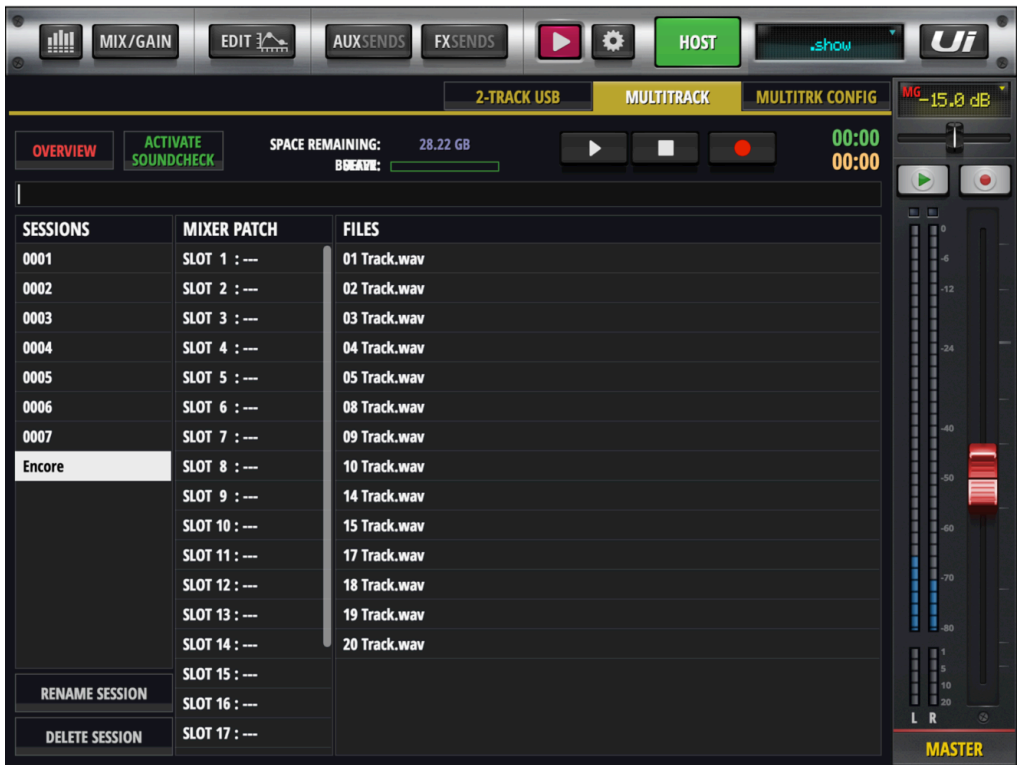 MIX/GAIN EDIT AUXSENDS FXSENDS HOST .show Ui
2-TRACK USB MULTITRACK MULTITRK CONFIG MG -15.0 dB
OVERVIEW
ACTIVATE SOUNDCHECK
SPACE REMAINING: 28.22 GB
00:00
00:00
SESSIONS MIXER PATCH FILES
0001 SLOT 1 : --- 01 Track.wav
0002 SLOT 2 : --- 02 Track.wav
0003 SLOT 3 : --- 03 Track.wav
0004 SLOT 4 : --- 04 Track.wav
0005 SLOT 5 : --- 05 Track.wav
0006 SLOT 6 : --- 08 Track.wav
0007 SLOT 7 : --- 09 Track.wav
Encore SLOT 8 : --- 10 Track.wav
SLOT 9 : --- 14 Track.wav
SLOT 10 : --- 15 Track.wav
SLOT 11 : --- 17 Track.wav
SLOT 12 : --- 18 Track.wav
SLOT 13 : --- 19 Track.wav
SLOT 14 : --- 20 Track.wav
SLOT 15 : ---
RENAME SESSION SLOT 16 : ---
DELETE SESSION SLOT 17 : ---
0
-6
-12
-24
-40
-50
-60
-70
-80
1
5
10
20
L R
MASTER